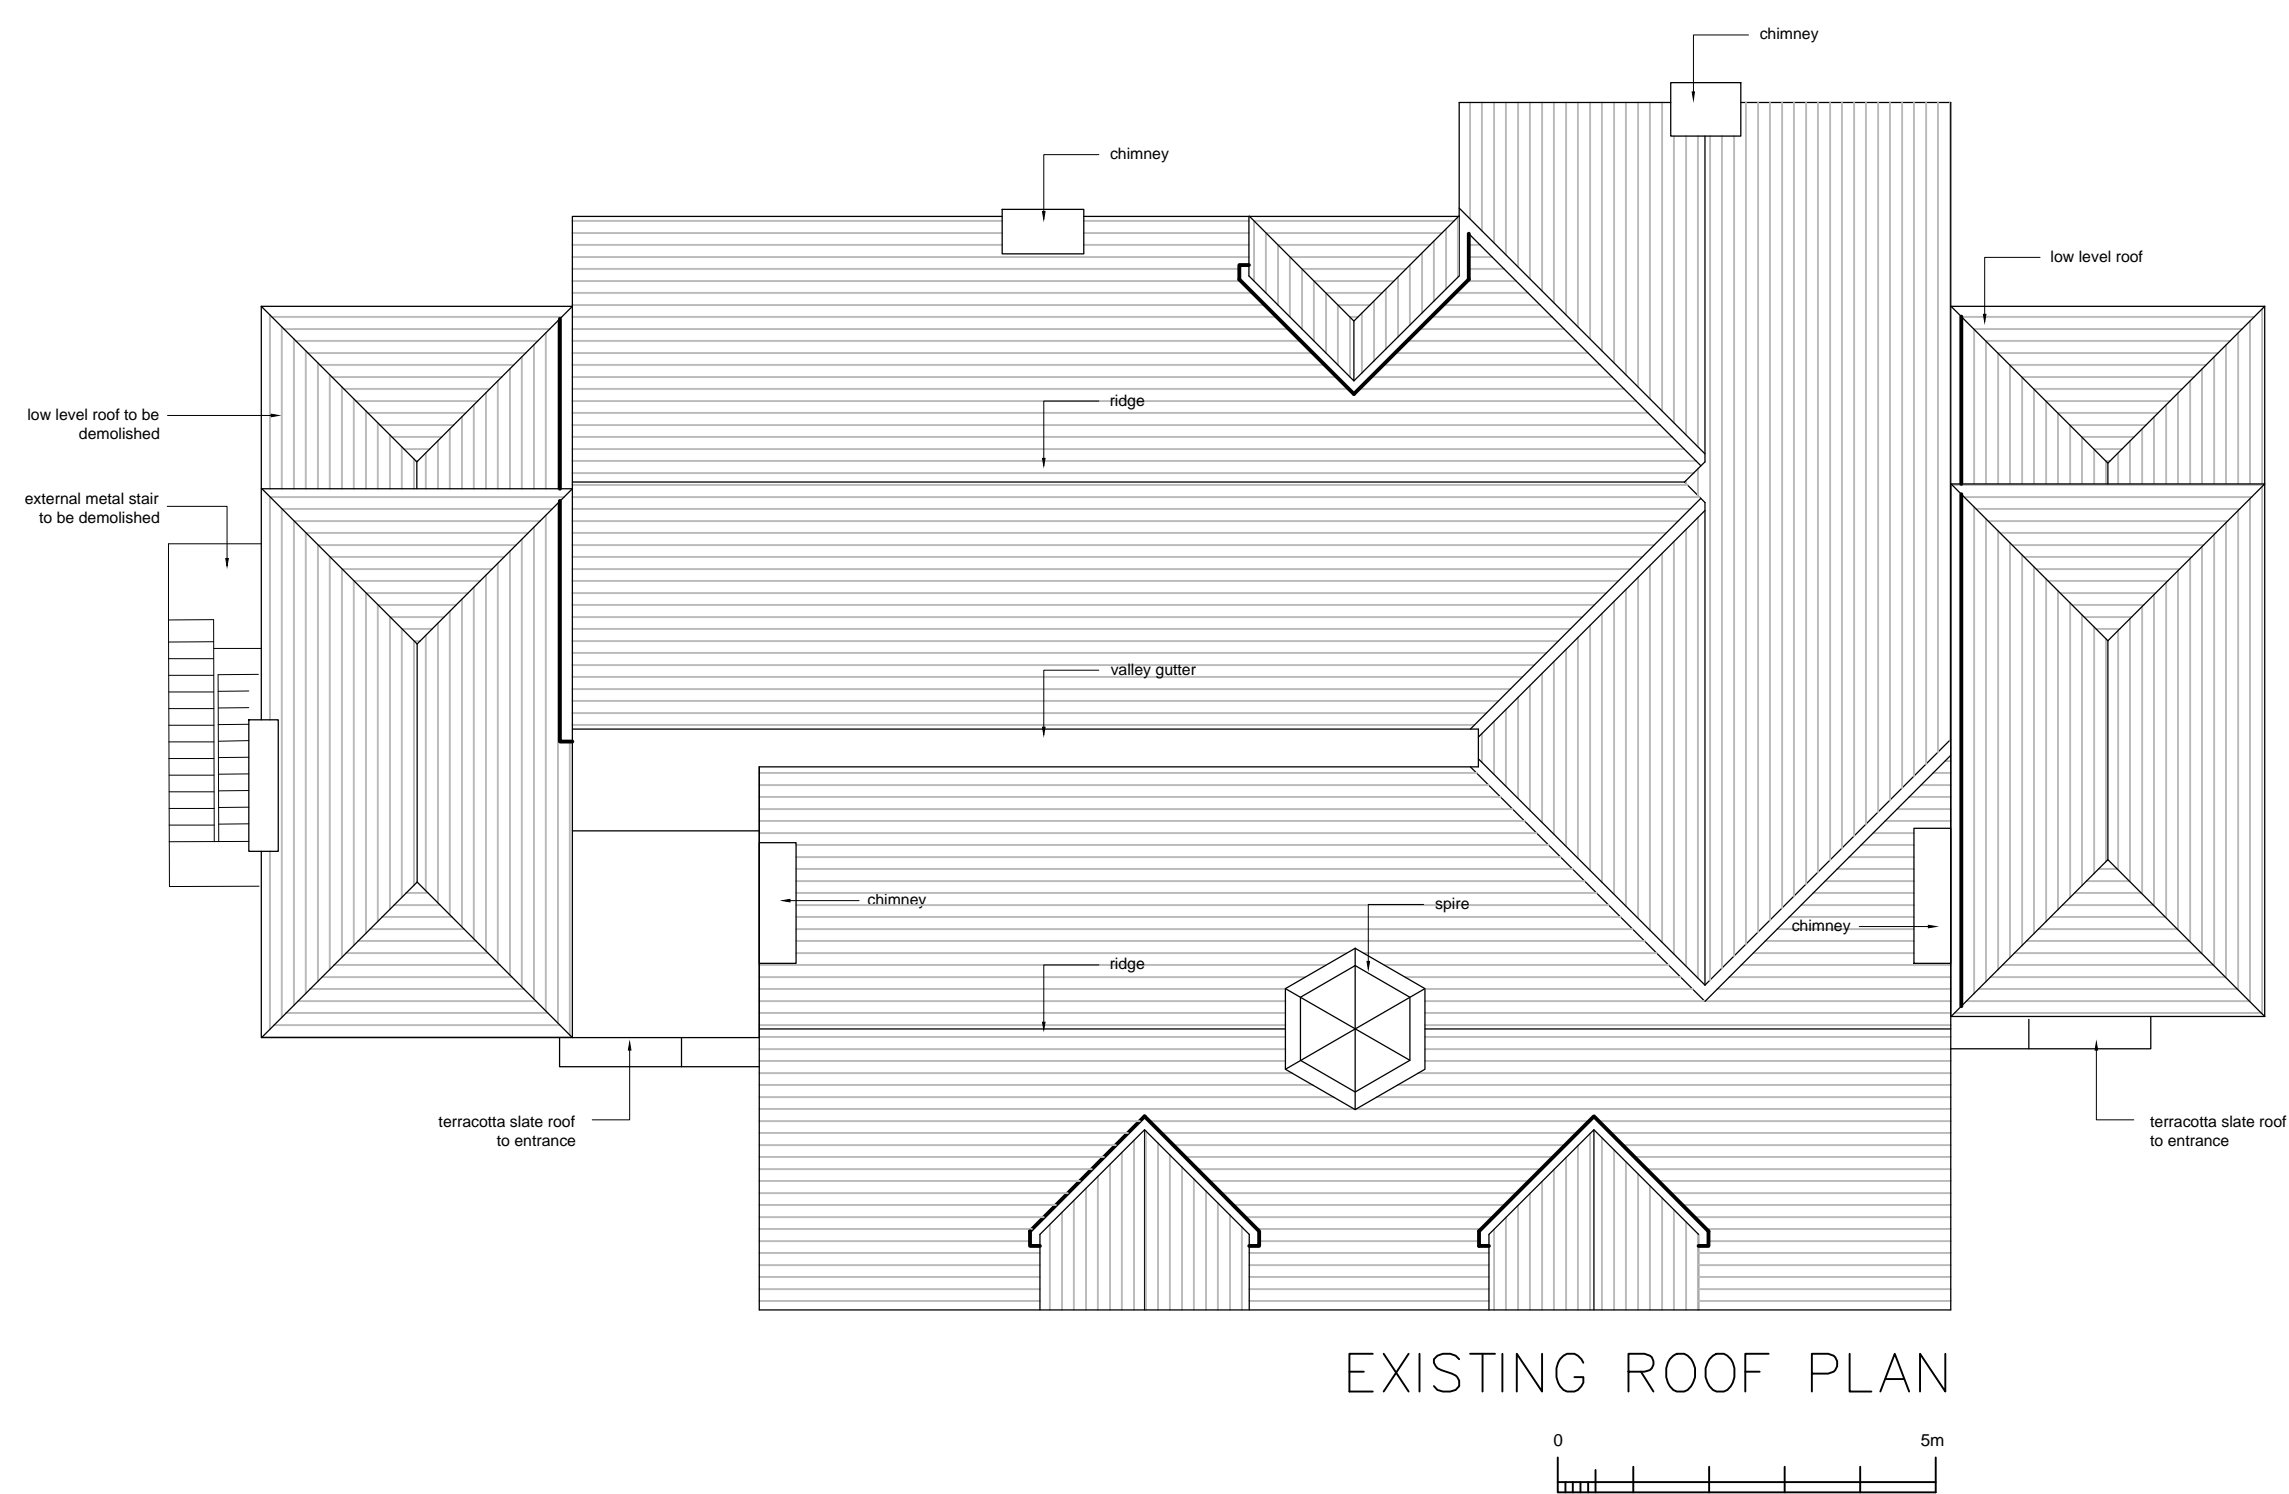 chimney
chimney
low level roof
ridge
low level roof to be
demolished
external metal stair
to be demolished
valley gutter
chimney
spire
chimney
ridge
terracotta slate roof
to entrance
terracotta slate roof
to entrance
EXISTING ROOF PLAN
0 5m